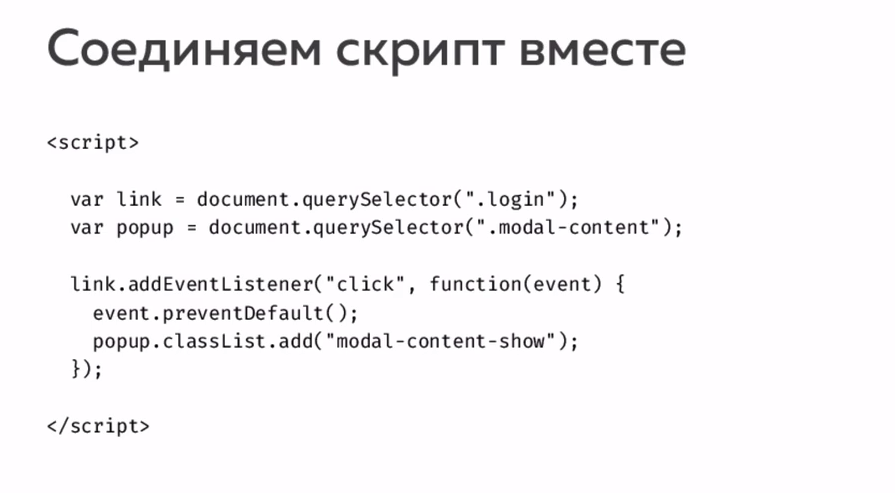 Соединяем скрипт вместе
<script>
var link = document.querySelector(".login");
var popup = document.querySelector(".modal-content");
link.addEventListener("click", function(event) {
event.preventDefault();
popup.classList.add("modal-content-show");
});
</script>